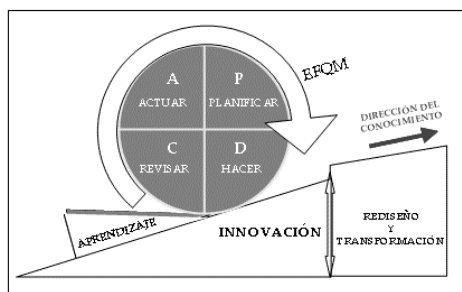 EFQM
A
ACTUAR
P
PLANIFICAR
C
REVISAR
D
HACER
DIRECCIÓN DEL
CONOCIMIENTO
APRENDIZAJE
INNOVACIÓN
REDISEÑO
Y
TRANSFORMACIÓN